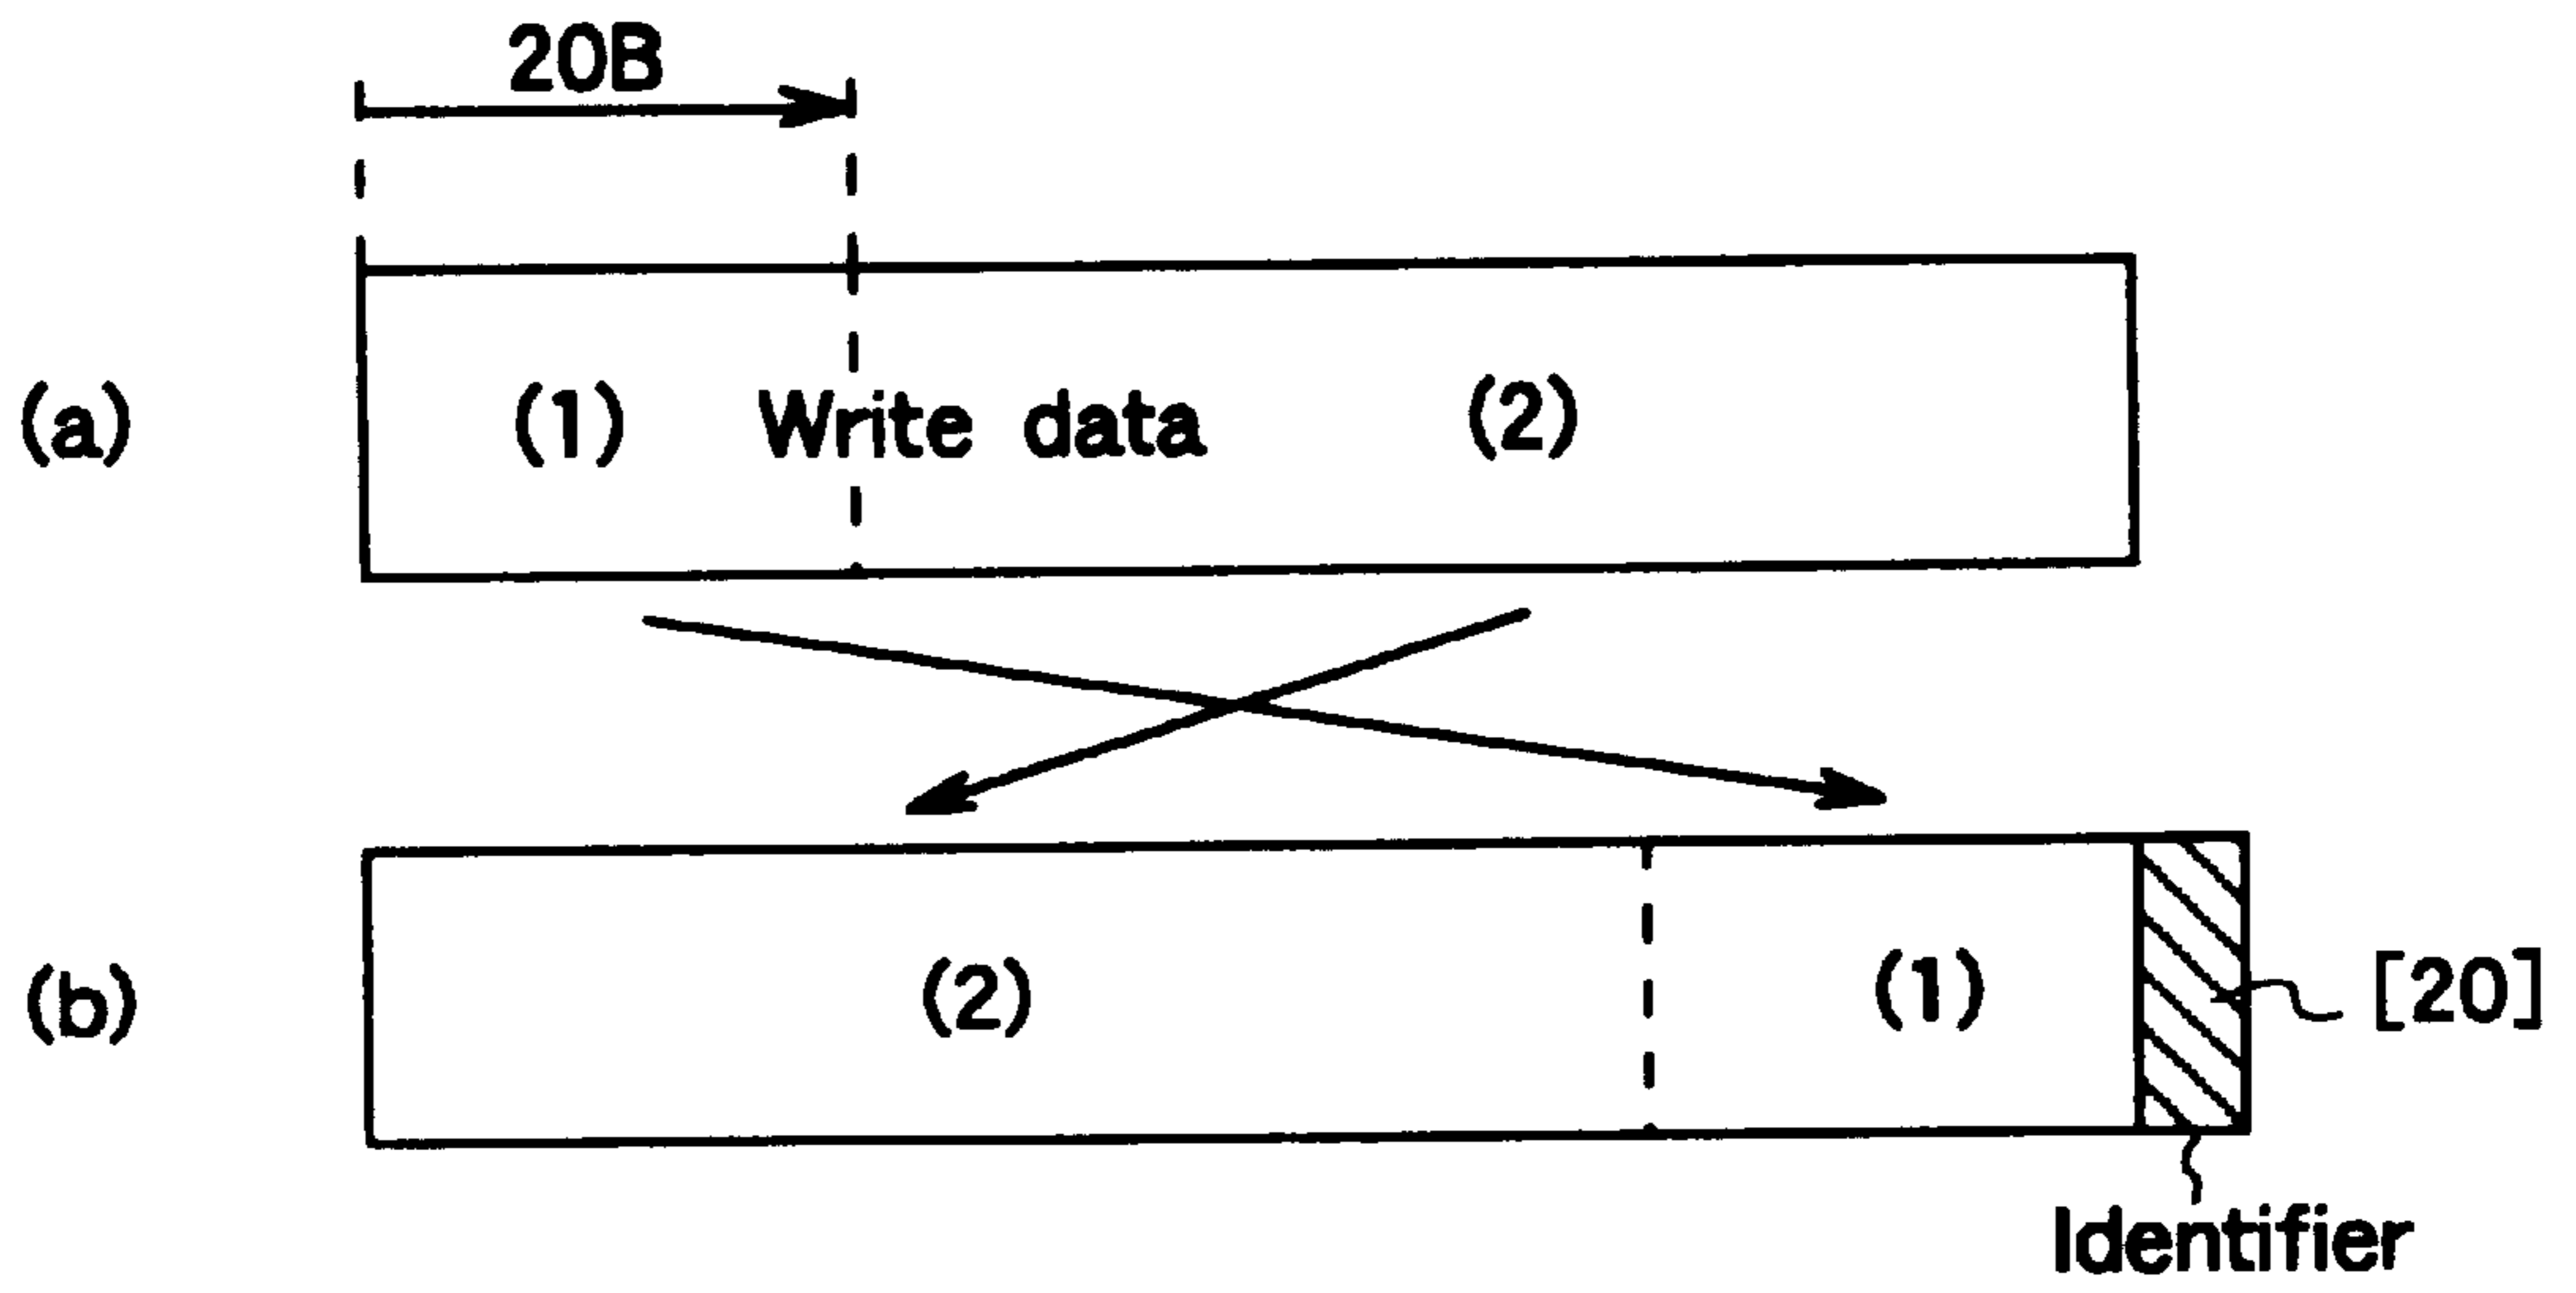 20B
(a) (1) Write data (2)
(b) (2) (1) [20]
Identifier